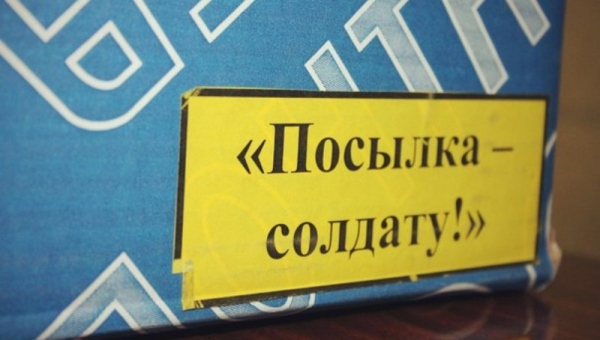 «Посылка –
солдату!»